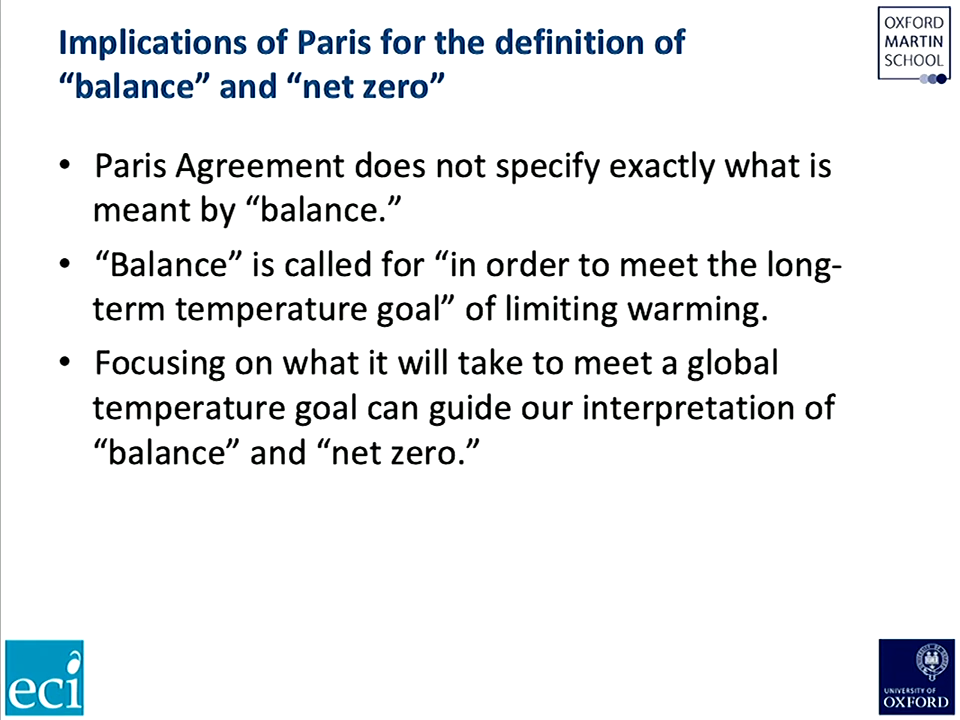 Implications of Paris for the definition of
“balance” and “net zero”
OXFORD
MARTIN
SCHOOL
• Paris Agreement does not specify exactly what is
meant by “balance.”
• “Balance” is called for “in order to meet the long-
term temperature goal” of limiting warming.
• Focusing on what it will take to meet a global
temperature goal can guide our interpretation of
“balance” and “net zero.”
eci
UNIVERSITY OF
OXFORD